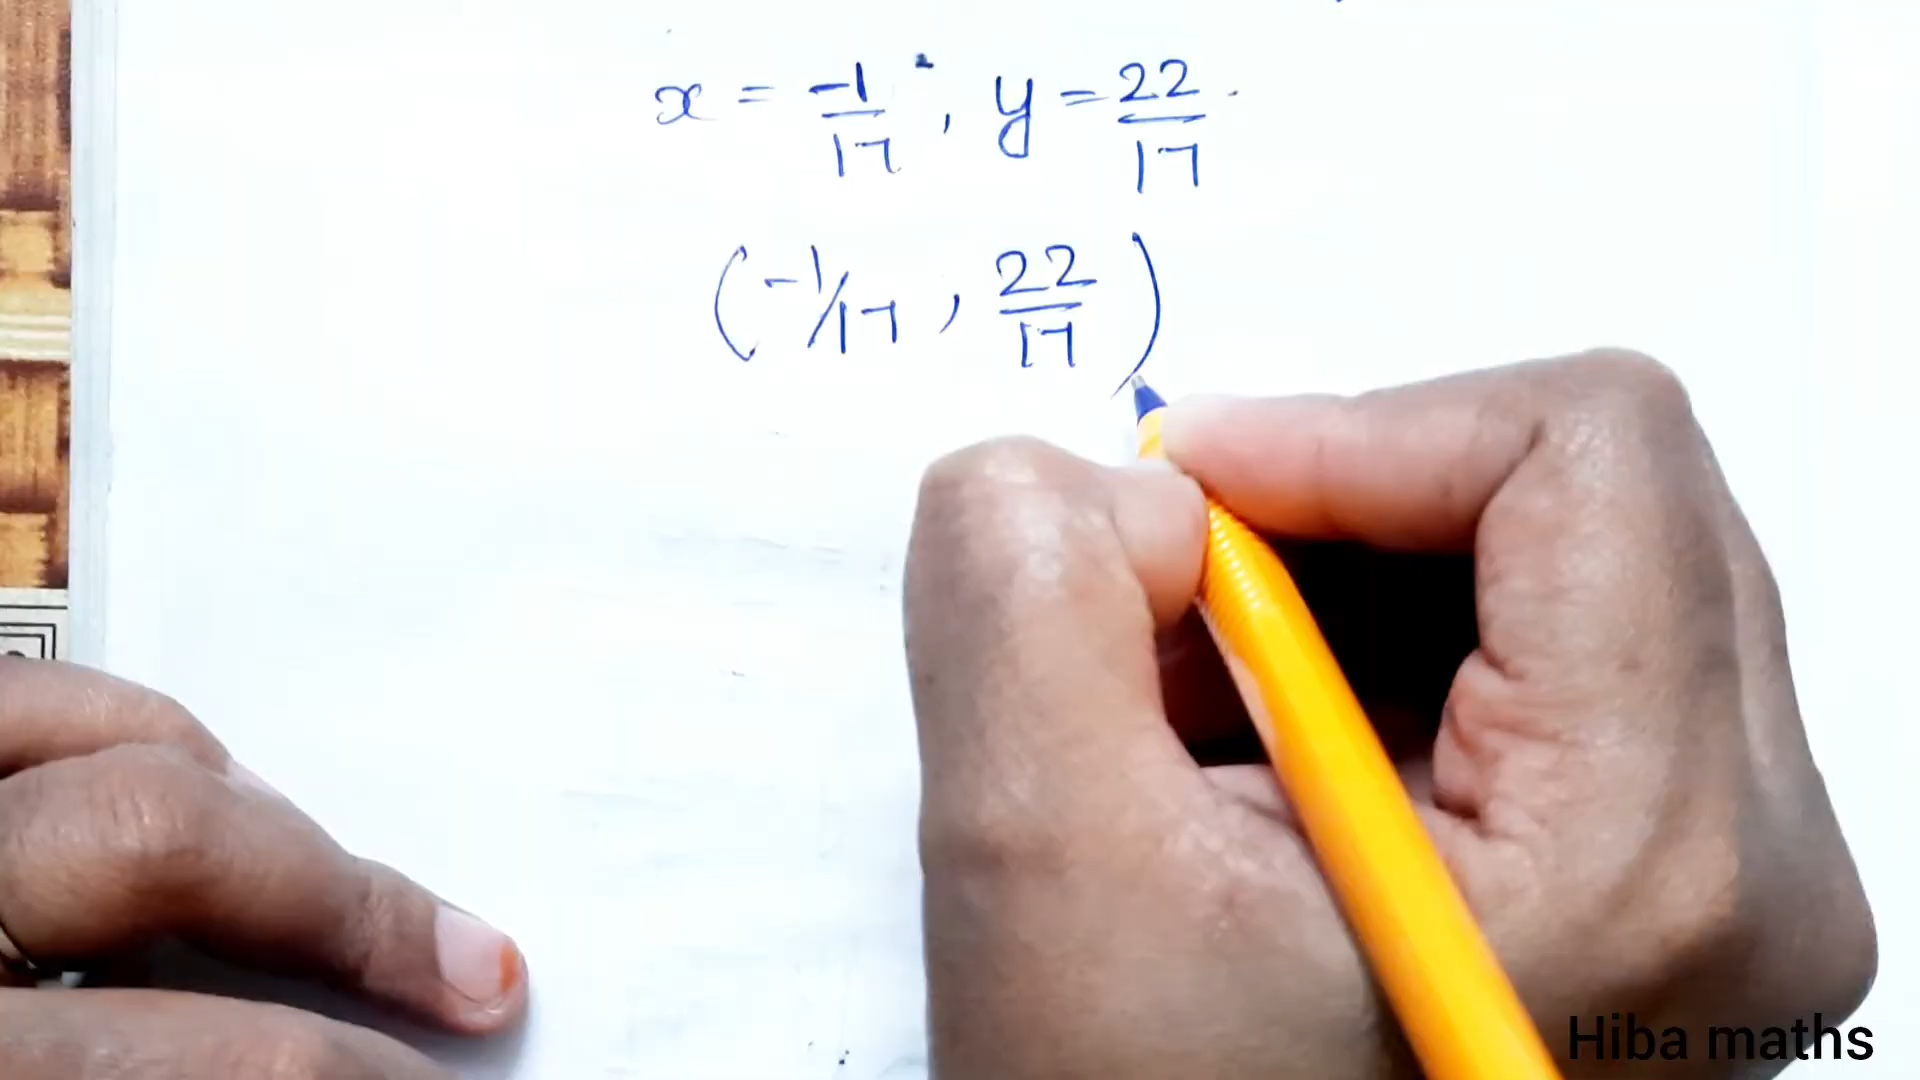 x = -1/17, y = 22/17.
(-1/17, 22/17)
Hiba maths